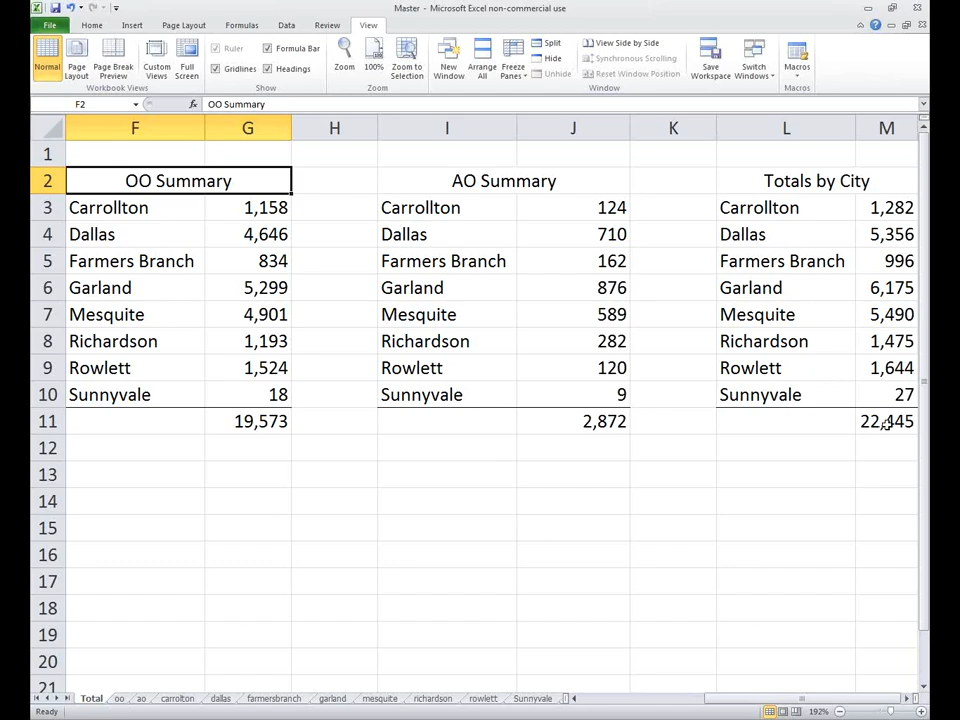 Master - Microsoft Excel non-commercial use
File Home Insert Page Layout Formulas Data Review View
Normal Page Layout Page Break Preview Custom Views Full Screen
Workbook Views
Ruler Formula Bar
Gridlines Headings
Show
Zoom 100% Zoom to Selection
Zoom
New Window Arrange All Freeze Panes
Split
Hide
Unhide
View Side by Side
Synchronous Scrolling
Reset Window Position
Window
Save Workspace Switch Windows
Macros
Macros
F2 fx OO Summary
F G H I J K L M
1
2 OO Summary AO Summary Totals by City
3 Carrollton 1,158 Carrollton 124 Carrollton 1,282
4 Dallas 4,646 Dallas 710 Dallas 5,356
5 Farmers Branch 834 Farmers Branch 162 Farmers Branch 996
6 Garland 5,299 Garland 876 Garland 6,175
7 Mesquite 4,901 Mesquite 589 Mesquite 5,490
8 Richardson 1,193 Richardson 282 Richardson 1,475
9 Rowlett 1,524 Rowlett 120 Rowlett 1,644
10 Sunnyvale 18 Sunnyvale 9 Sunnyvale 27
11 19,573 2,872 22,445
12
13
14
15
16
17
18
19
20
21
Total oo ao carrolton dallas farmersbranch garland mesquite richardson rowlett Sunnyvale
Ready 192%